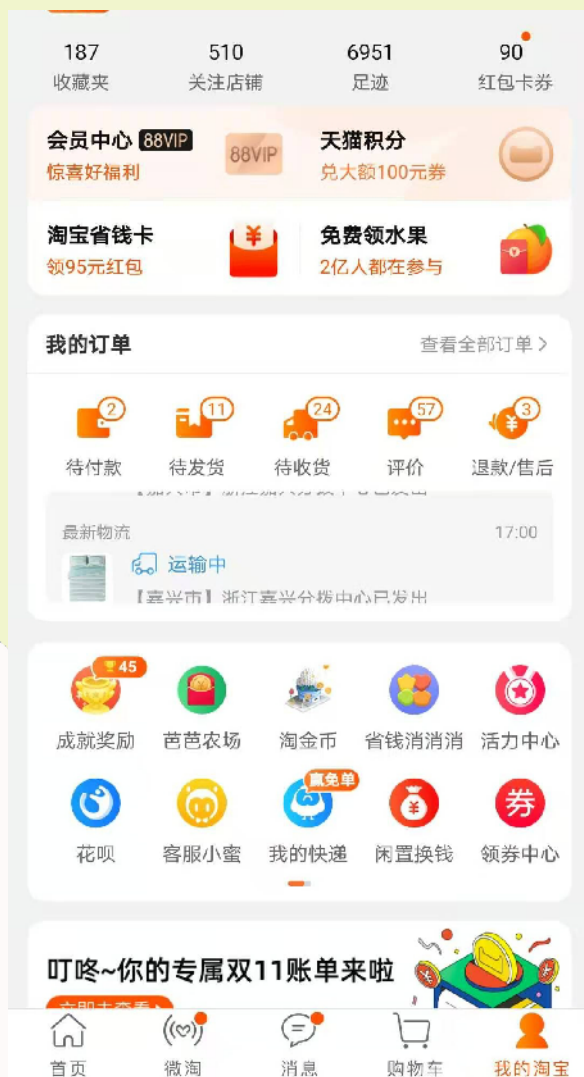 187 510 6951 90
收藏夹 关注店铺 足迹 红包卡券
会员中心 88VIP 88VIP 天猫积分
惊喜好福利 兑大额100元券
淘宝省钱卡 免费领水果
领95元红包 2亿人都在参与
我的订单 查看全部订单
2 11 24 57 3
待付款 待发货 待收货 评价 退款/售后
最新物流 17:00
运输中
【嘉兴市】浙江嘉兴分拨中心已发出
45
成就奖励 芭芭农场 淘金币 省钱消消消 活力中心
赢免单 券
花呗 客服小蜜 我的快递 闲置换钱 领券中心
叮咚~你的专属双11账单来啦
立即去查看
首页 微淘 消息 购物车 我的淘宝